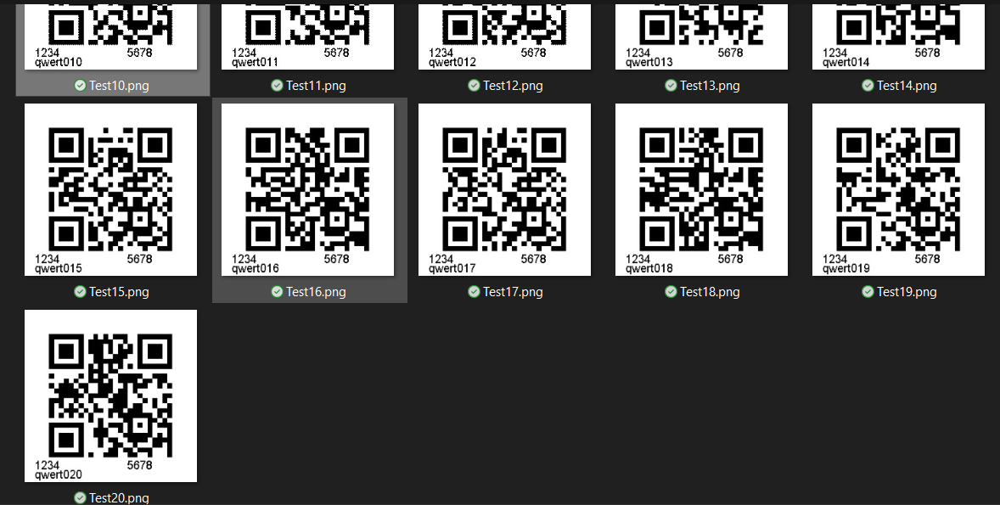 1234 5678
qwert010
1234 5678
qwert011
1234 5678
qwert012
1234 5678
qwert013
1234 5678
qwert014
Test10.png
Test11.png
Test12.png
Test13.png
Test14.png
1234 5678
qwert015
1234 5678
qwert016
1234 5678
qwert017
1234 5678
qwert018
1234 5678
qwert019
Test15.png
Test16.png
Test17.png
Test18.png
Test19.png
1234 5678
qwert020
Test20.png